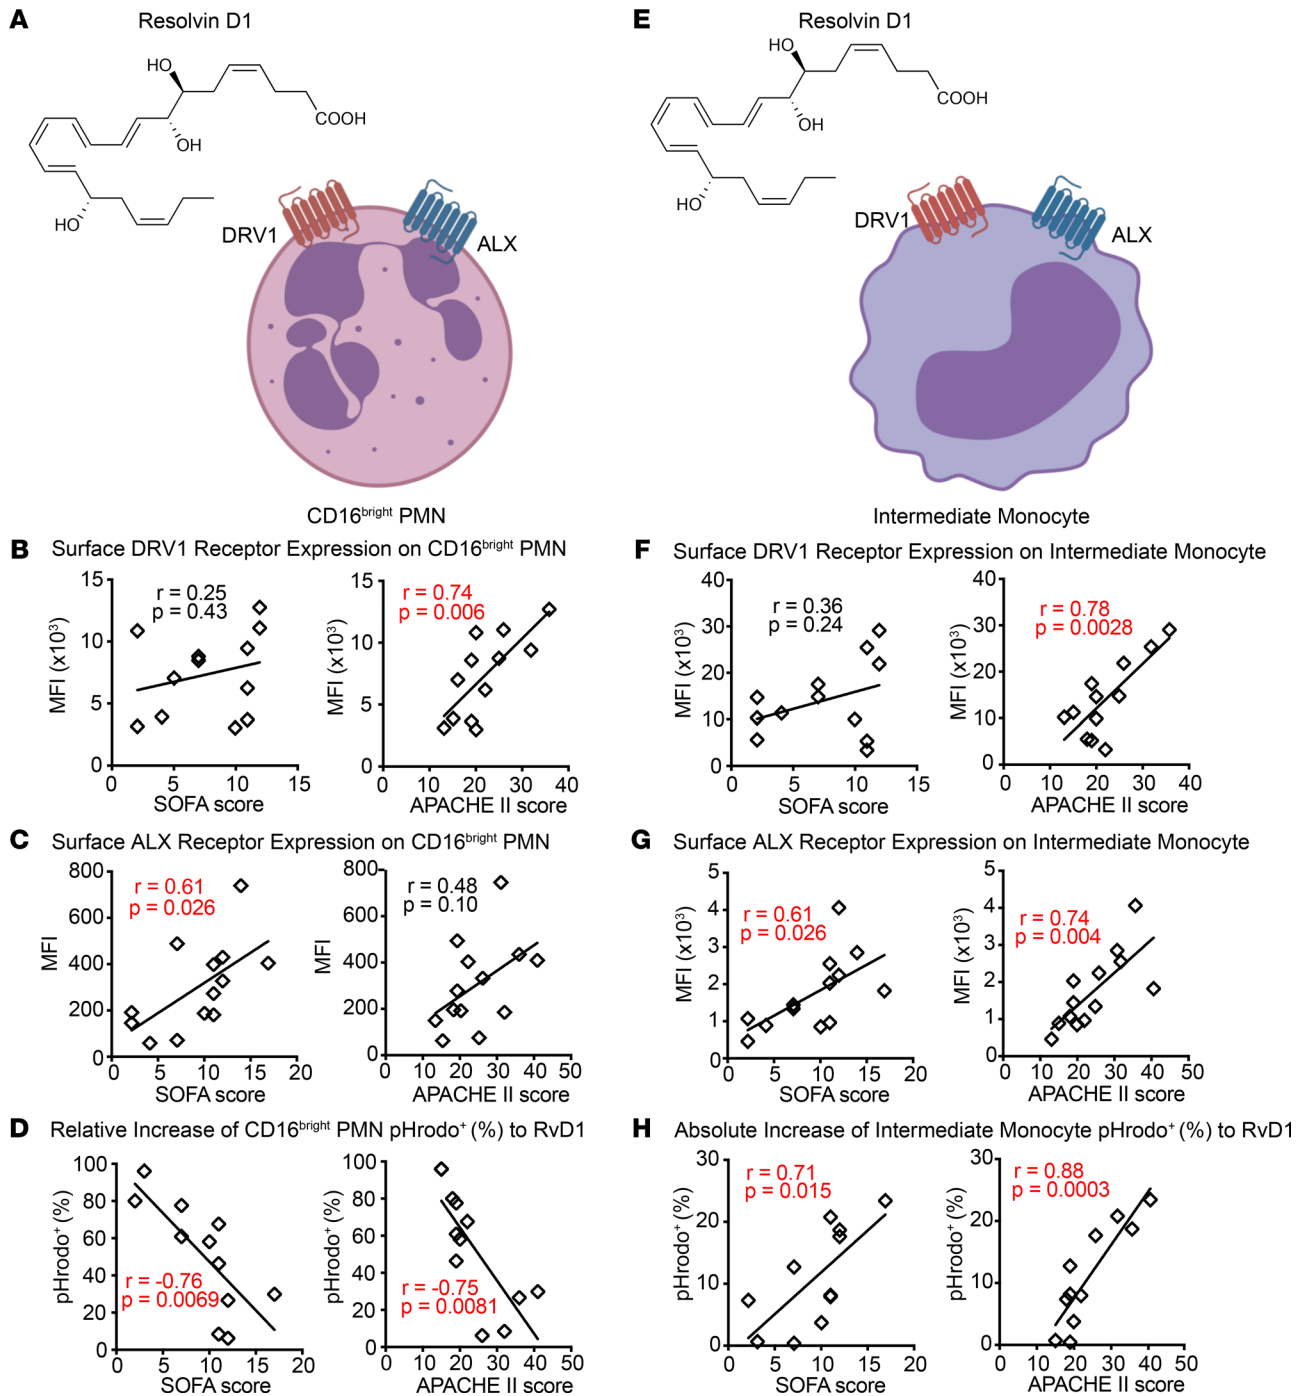 A
Resolvin D1
HO
COOH
OH
HO
DRV1
ALX
CD16bright PMN
B Surface DRV1 Receptor Expression on CD16bright PMN
MFI (x10³)
15
10
5
0
r = 0.25
p = 0.43
0 5 10 15
SOFA score
MFI (x10³)
15
10
5
0
r = 0.74
p = 0.006
0 10 20 30 40
APACHE II score
C Surface ALX Receptor Expression on CD16bright PMN
MFI
800
600
400
200
0
r = 0.61
p = 0.026
0 5 10 15 20
SOFA score
MFI
800
600
400
200
0
r = 0.48
p = 0.10
0 10 20 30 40 50
APACHE II score
D Relative Increase of CD16bright PMN pHrodo⁺ (%) to RvD1
pHrodo⁺ (%)
100
80
60
40
20
0
r = -0.76
p = 0.0069
0 5 10 15 20
SOFA score
pHrodo⁺ (%)
100
80
60
40
20
0
r = -0.75
p = 0.0081
0 10 20 30 40 50
APACHE II score
E
Resolvin D1
HO
COOH
OH
HO
DRV1
ALX
Intermediate Monocyte
F Surface DRV1 Receptor Expression on Intermediate Monocyte
MFI (x10³)
40
30
20
10
0
r = 0.36
p = 0.24
0 5 10 15
SOFA score
MFI (x10³)
40
30
20
10
0
r = 0.78
p = 0.0028
0 10 20 30 40
APACHE II score
G Surface ALX Receptor Expression on Intermediate Monocyte
MFI (x10³)
5
4
3
2
1
0
r = 0.61
p = 0.026
0 5 10 15 20
SOFA score
MFI (x10³)
5
4
3
2
1
0
r = 0.74
p = 0.004
0 10 20 30 40 50
APACHE II score
H Absolute Increase of Intermediate Monocyte pHrodo⁺ (%) to RvD1
pHrodo⁺ (%)
30
20
10
0
r = 0.71
p = 0.015
0 5 10 15 20
SOFA score
pHrodo⁺ (%)
30
20
10
0
r = 0.88
p = 0.0003
0 10 20 30 40 50
APACHE II score